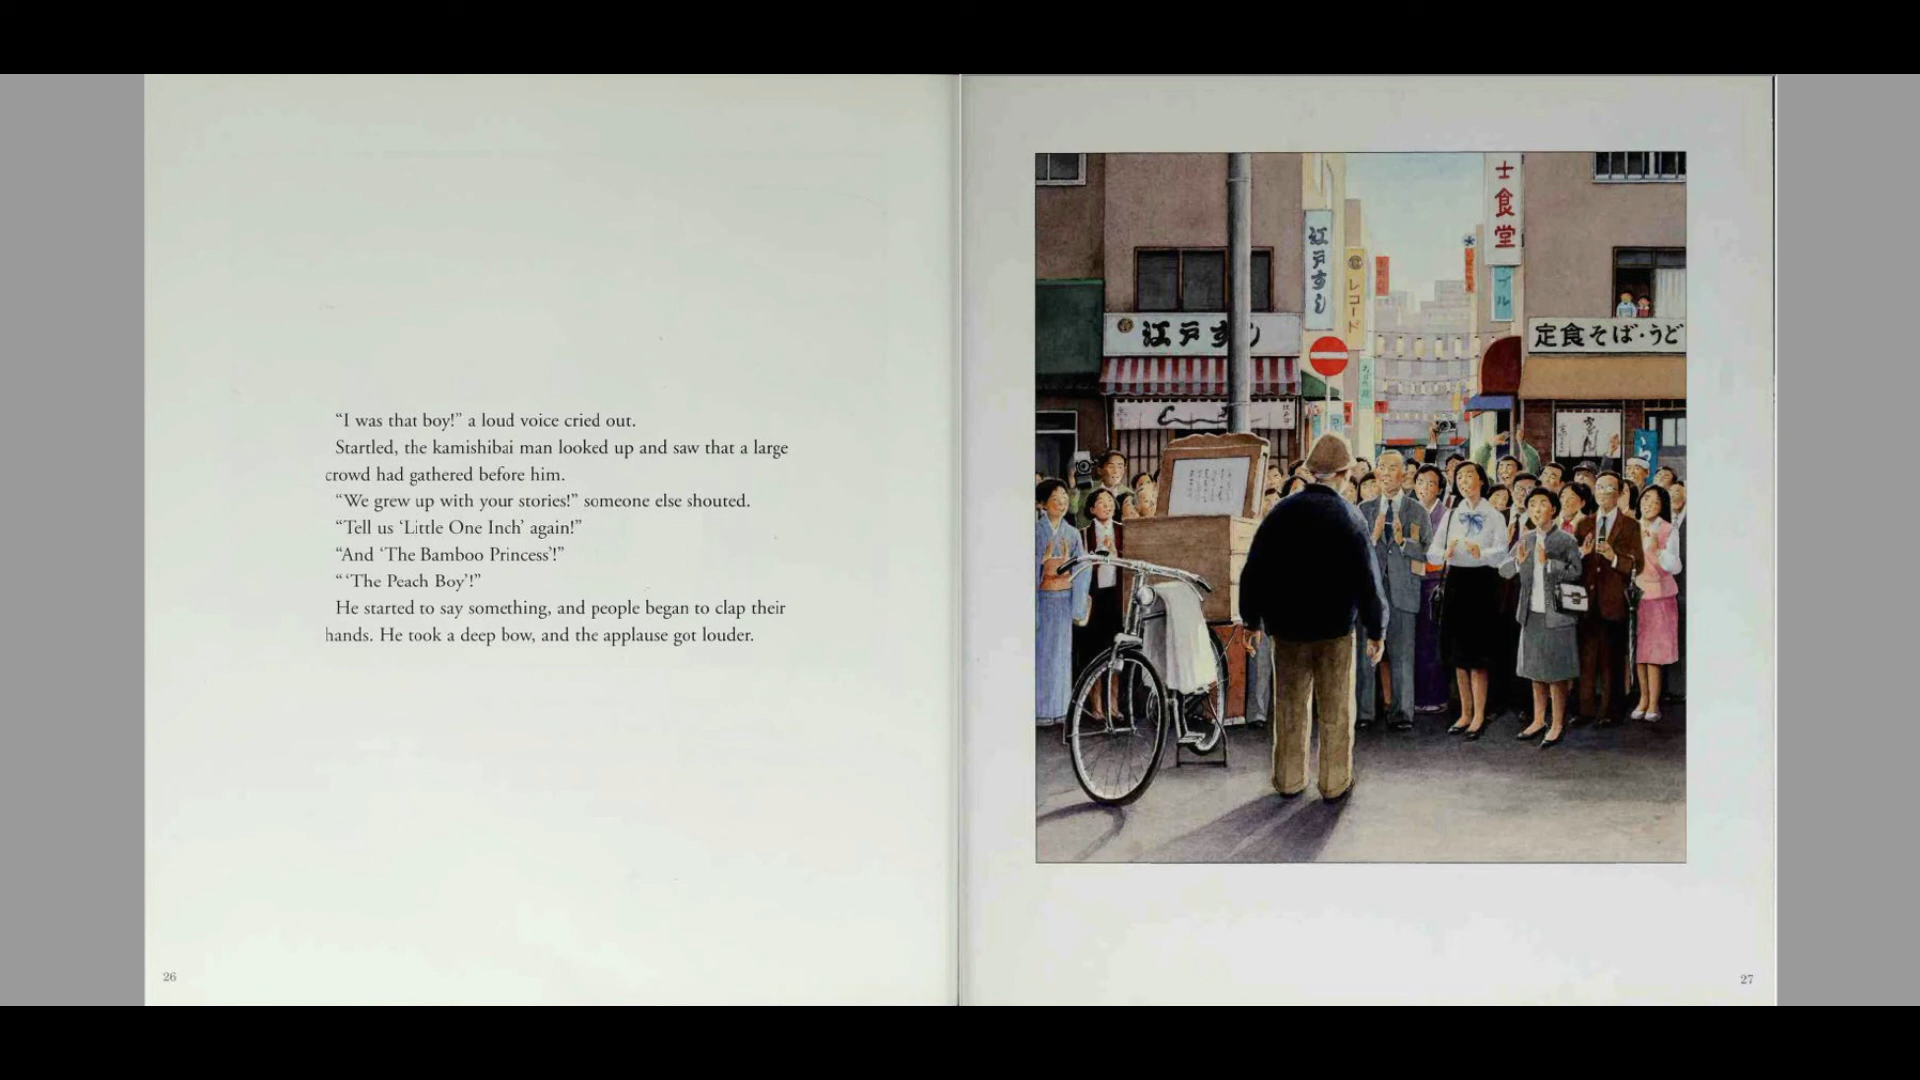 “I was that boy!” a loud voice cried out.
Startled, the kamishibai man looked up and saw that a large
crowd had gathered before him.
“We grew up with your stories!” someone else shouted.
“Tell us ‘Little One Inch’ again!”
“And ‘The Bamboo Princess’!”
“ ‘The Peach Boy’!”
He started to say something, and people began to clap their
hands. He took a deep bow, and the applause got louder.
26
士食堂
江戸すし
レコード
ブル
江戸すし
定食そば・うど
27